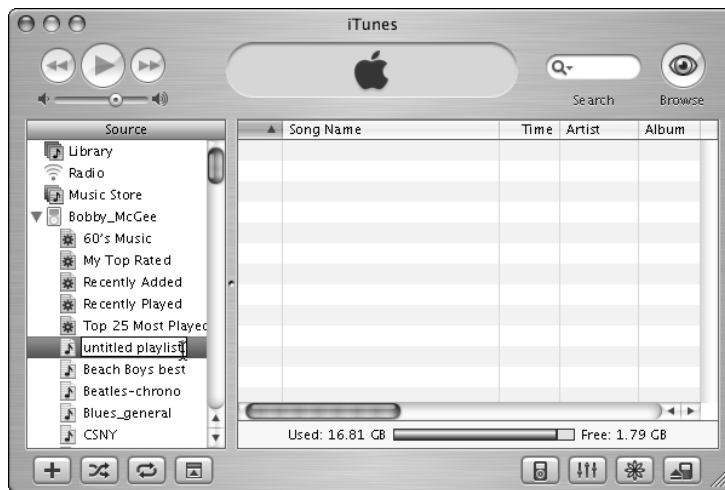 iTunes
Search
Browse
Source
Song Name Time Artist Album
Library
Radio
Music Store
Bobby_McGee
60's Music
My Top Rated
Recently Added
Recently Played
Top 25 Most Played
untitled playlist
Beach Boys best
Beatles-chrono
Blues_general
CSNY
Used: 16.81 GB Free: 1.79 GB